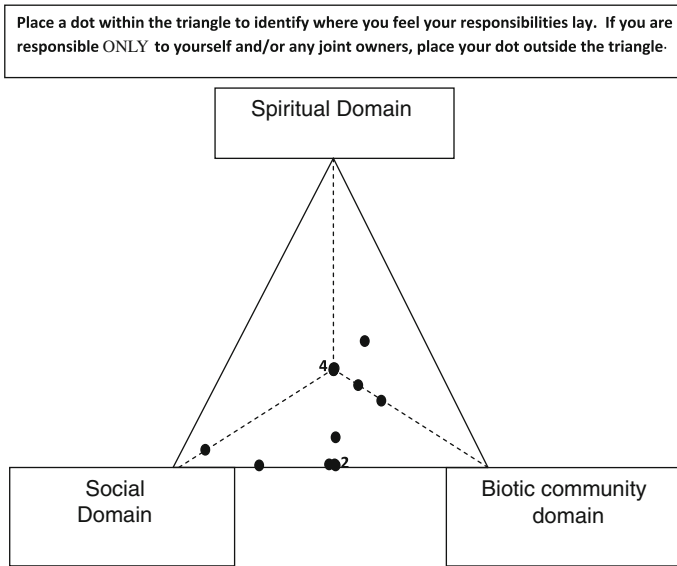 Place a dot within the triangle to identify where you feel your responsibilities lay. If you are
responsible ONLY to yourself and/or any joint owners, place your dot outside the triangle.
Spiritual Domain
4
2
Social
Domain
Biotic community
domain